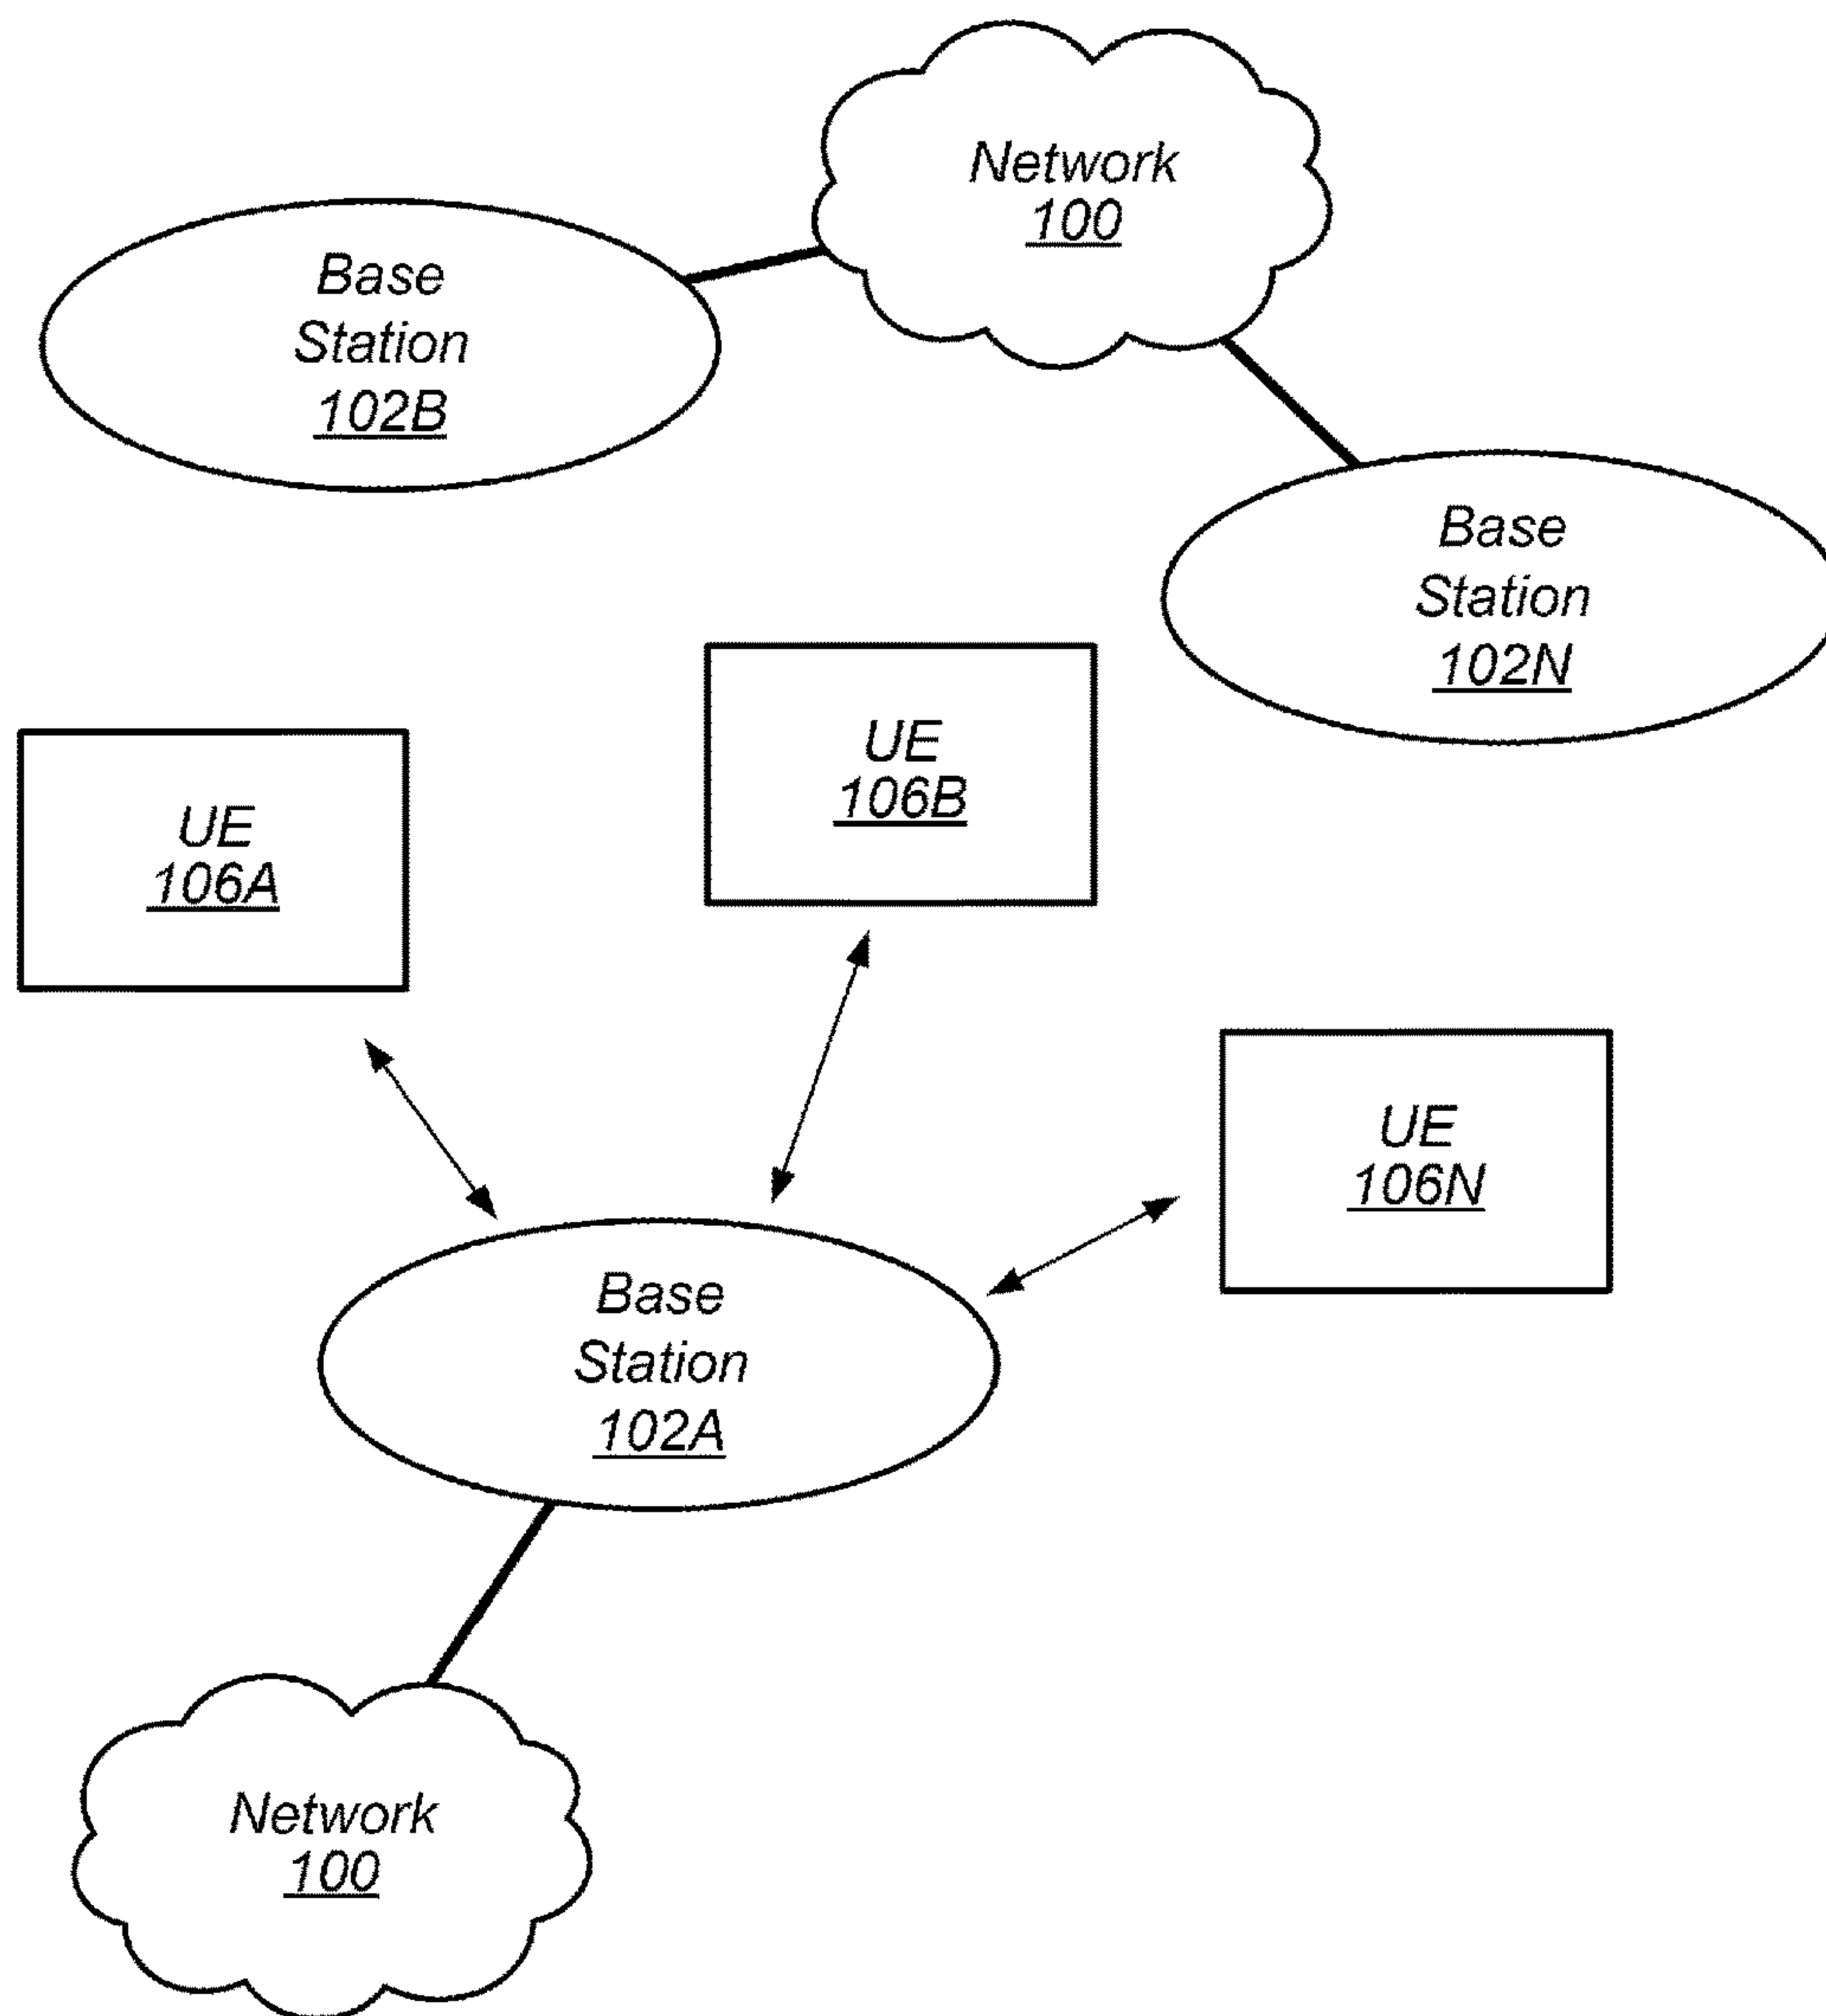 Network
100
Base
Station
102B
Base
Station
102N
UE
106B
UE
106A
UE
106N
Base
Station
102A
Network
100